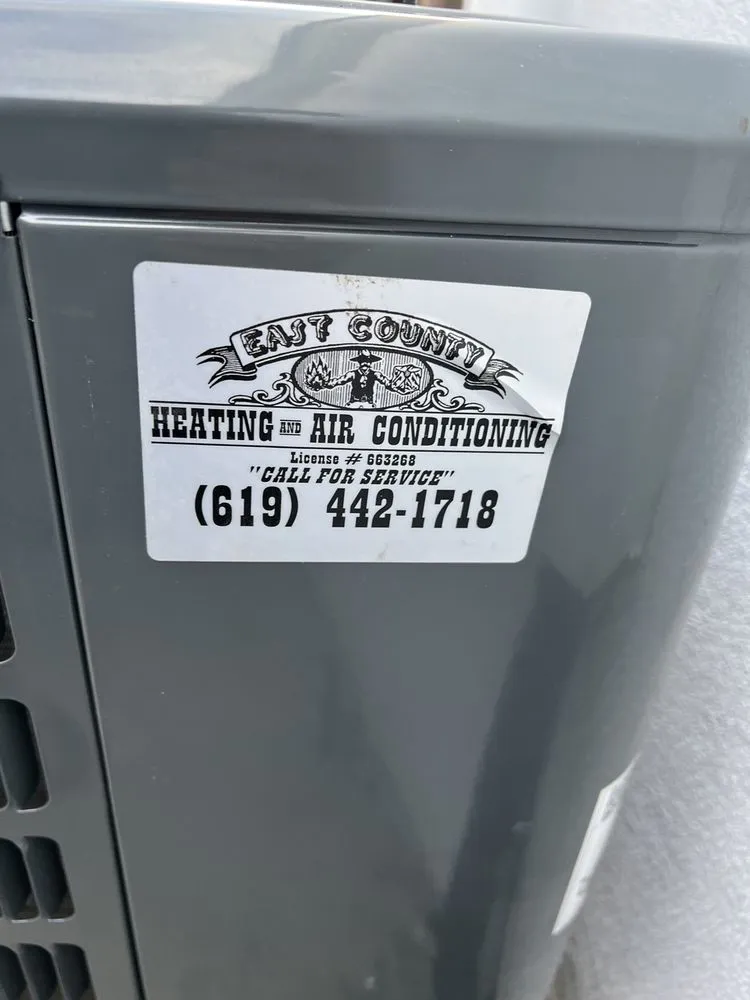 EAST COUNTY
HEATING AND AIR CONDITIONING
License # 663268
"CALL FOR SERVICE"
(619) 442-1718